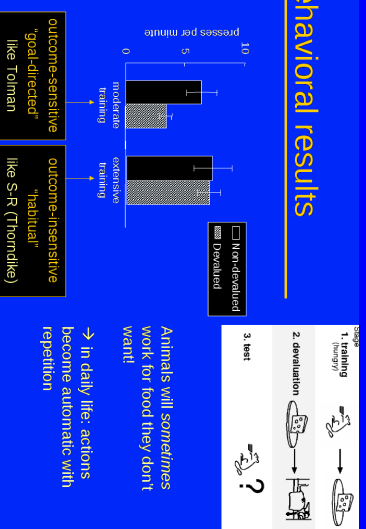 ehavioral results
Stage
1. training
(hungry)
2. devaluation
3. test
?
presses per minute
10
5
0
moderate
training
extensive
training
Non-devalued
Devalued
outcome-sensitive
“goal-directed”
like Tolman
outcome-insensitive
“habitual”
like S-R (Thorndike)
Animals will sometimes
work for food they don't
want!
→ in daily life: actions
become automatic with
repetition